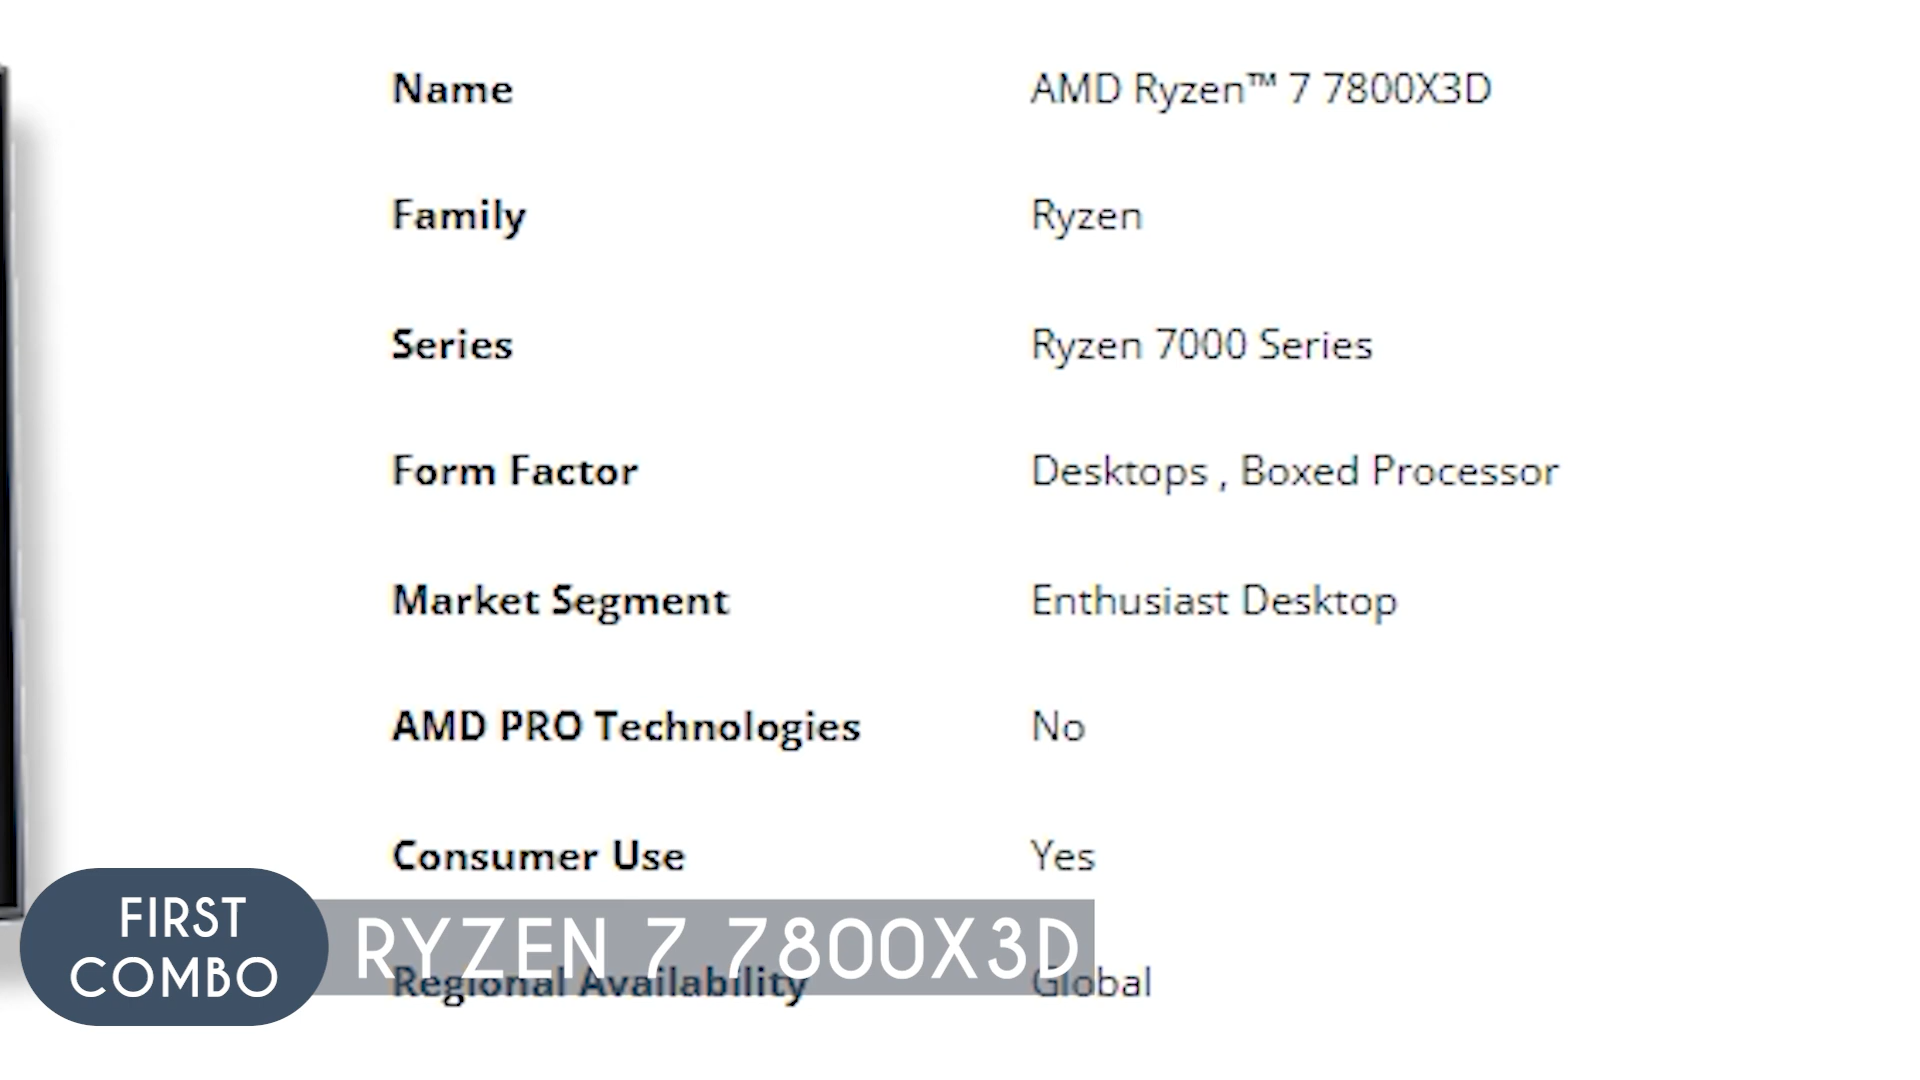 Name AMD Ryzen™ 7 7800X3D
Family Ryzen
Series Ryzen 7000 Series
Form Factor Desktops , Boxed Processor
Market Segment Enthusiast Desktop
AMD PRO Technologies No
Consumer Use Yes
FIRST
COMBO
RYZEN 7 7800X3D
Regional Availability Global